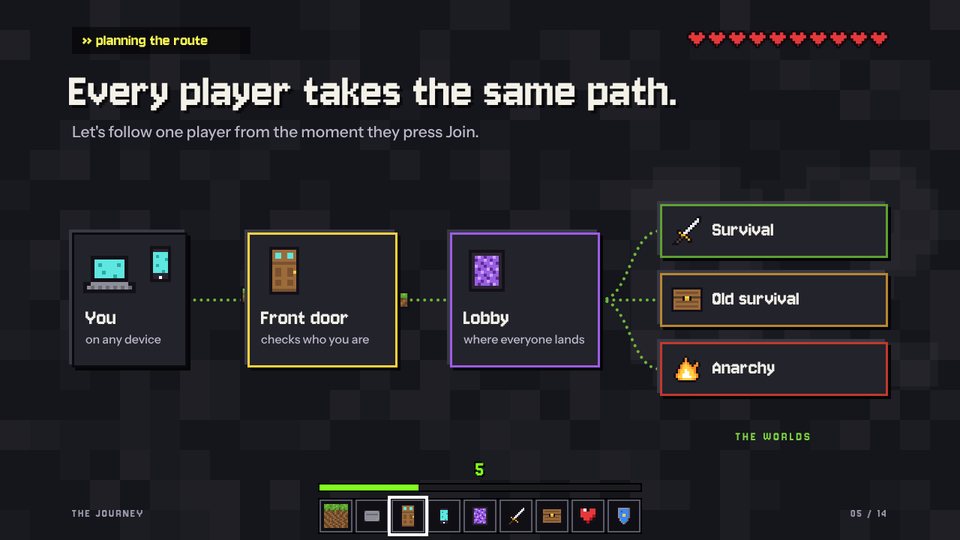 » planning the route
Every player takes the same path.
Let's follow one player from the moment they press Join.
You
on any device
Front door
checks who you are
Lobby
where everyone lands
Survival
Old survival
Anarchy
THE WORLDS
5
THE JOURNEY
05 / 14